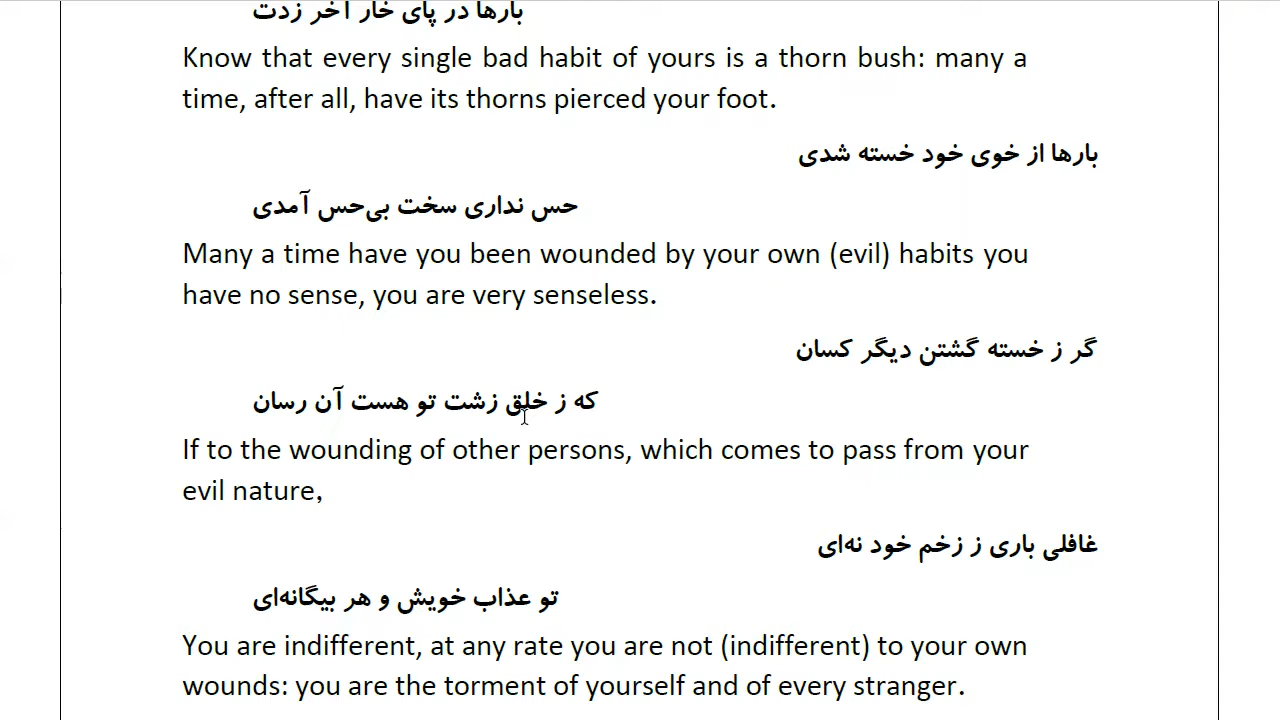 بارها در پای خار آخر زدت
Know that every single bad habit of yours is a thorn bush: many a
time, after all, have its thorns pierced your foot.
بارها از خوی خود خسته شدی
حس نداری سخت بی‌حس آمدی
Many a time have you been wounded by your own (evil) habits you
have no sense, you are very senseless.
گر ز خسته گشتن دیگر کسان
که ز خلق زشت تو هست آن رسان
If to the wounding of other persons, which comes to pass from your
evil nature,
غافلی باری ز زخم خود نه‌ای
تو عذاب خویش و هر بیگانه‌ای
You are indifferent, at any rate you are not (indifferent) to your own
wounds: you are the torment of yourself and of every stranger.